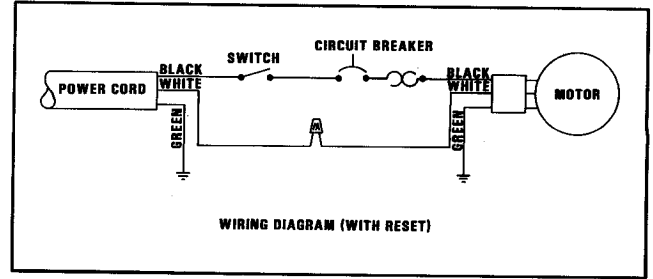 CIRCUIT BREAKER
SWITCH
BLACK
WHITE
POWER CORD
GREEN
BLACK
WHITE
GREEN
MOTOR
WIRING DIAGRAM (WITH RESET)